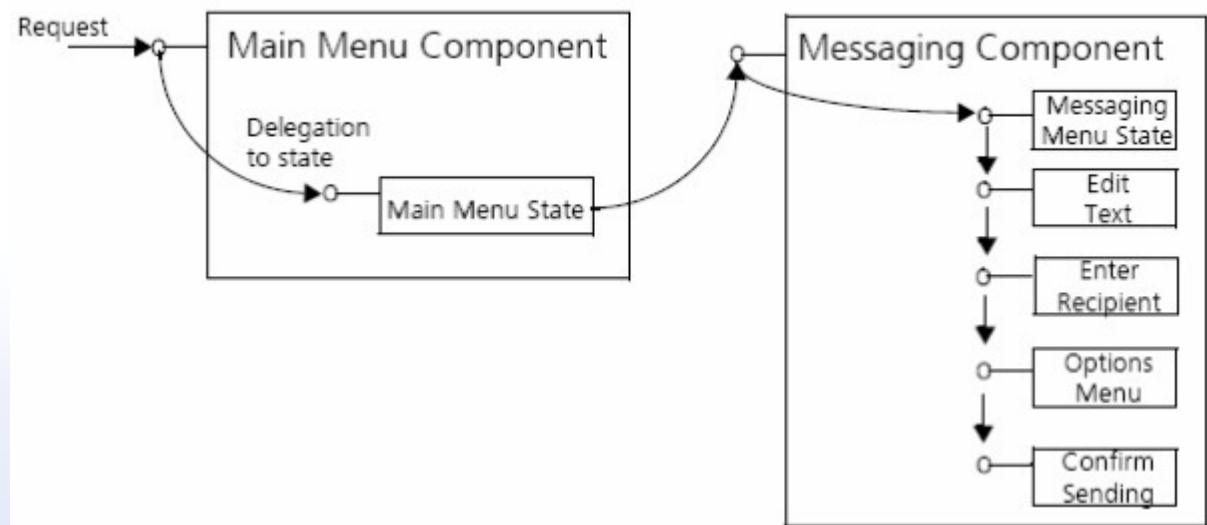 Request
Main Menu Component
Delegation
to state
Main Menu State
Messaging Component
Messaging
Menu State
Edit
Text
Enter
Recipient
Options
Menu
Confirm
Sending